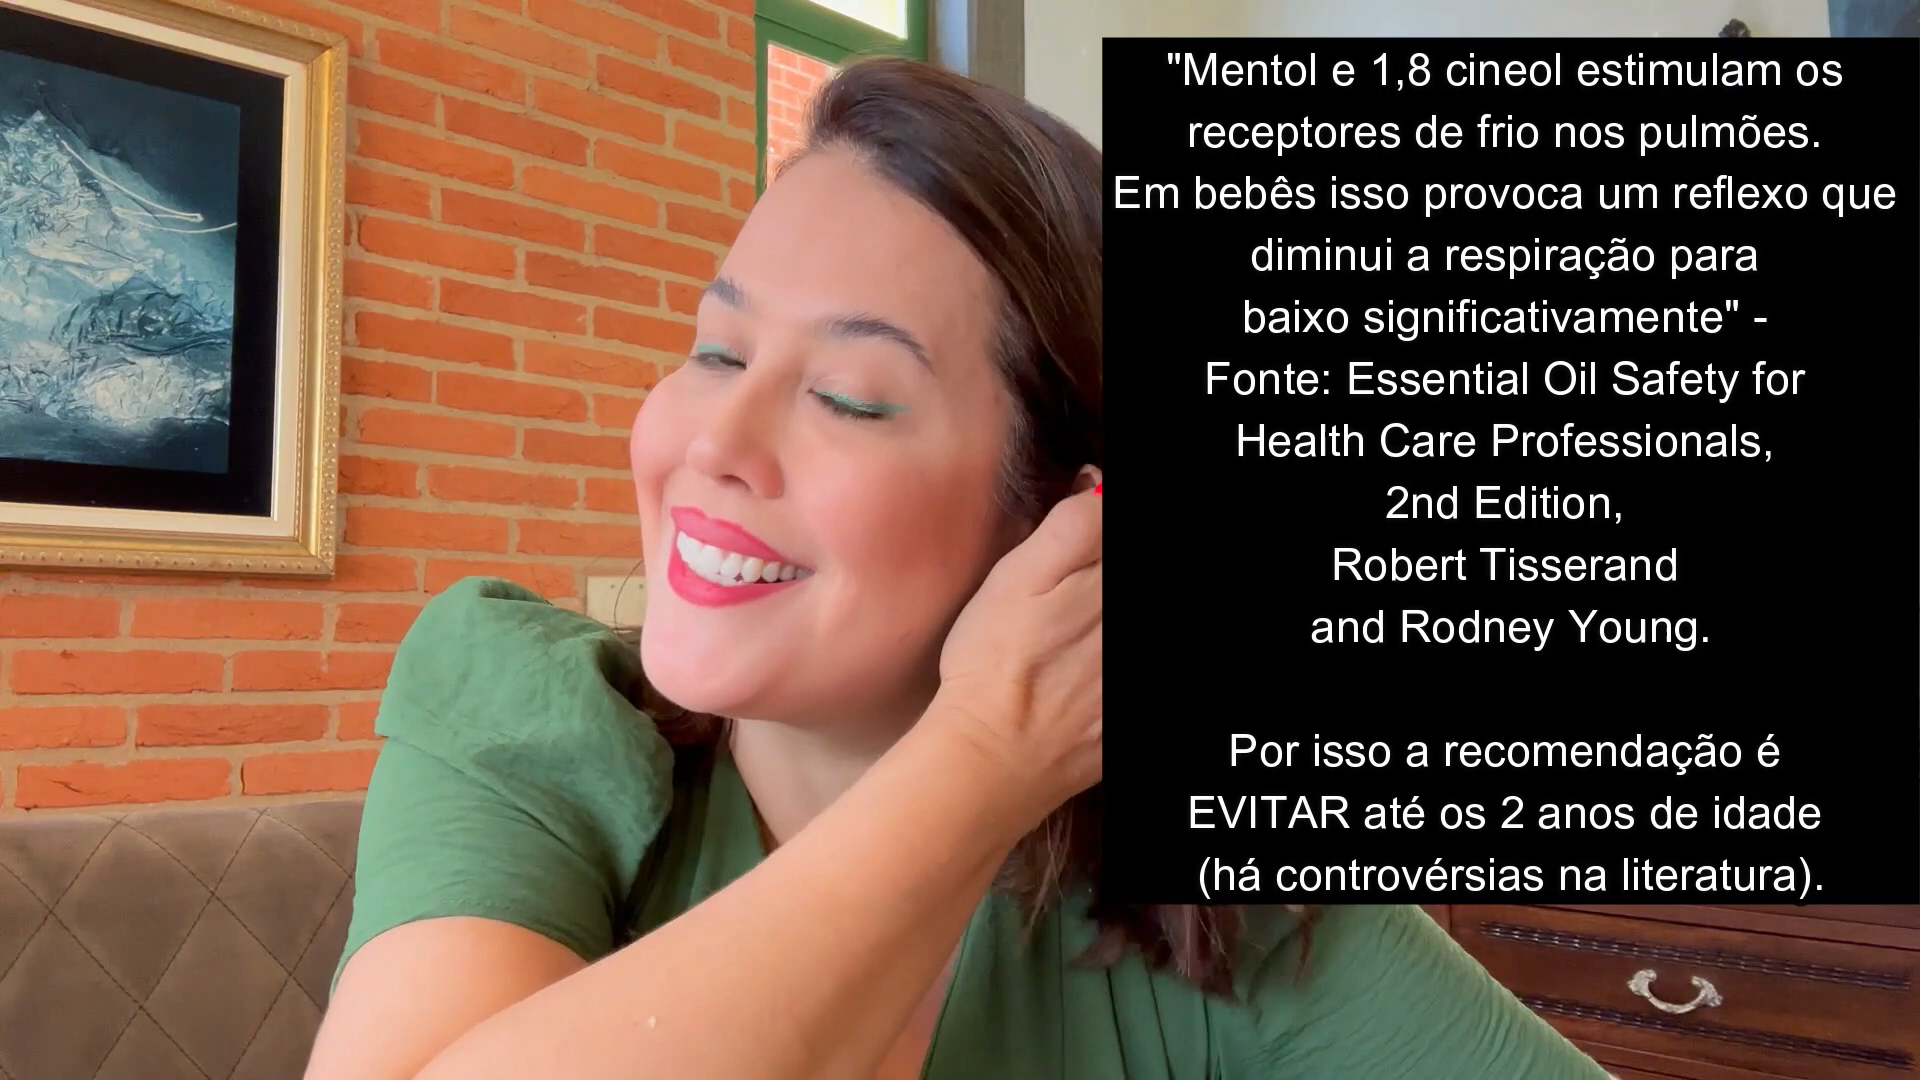 "Mentol e 1,8 cineol estimulam os
receptores de frio nos pulmões.
Em bebês isso provoca um reflexo que
diminui a respiração para
baixo significativamente" -
Fonte: Essential Oil Safety for
Health Care Professionals,
2nd Edition,
Robert Tisserand
and Rodney Young.
Por isso a recomendação é
EVITAR até os 2 anos de idade
(há controvérsias na literatura).